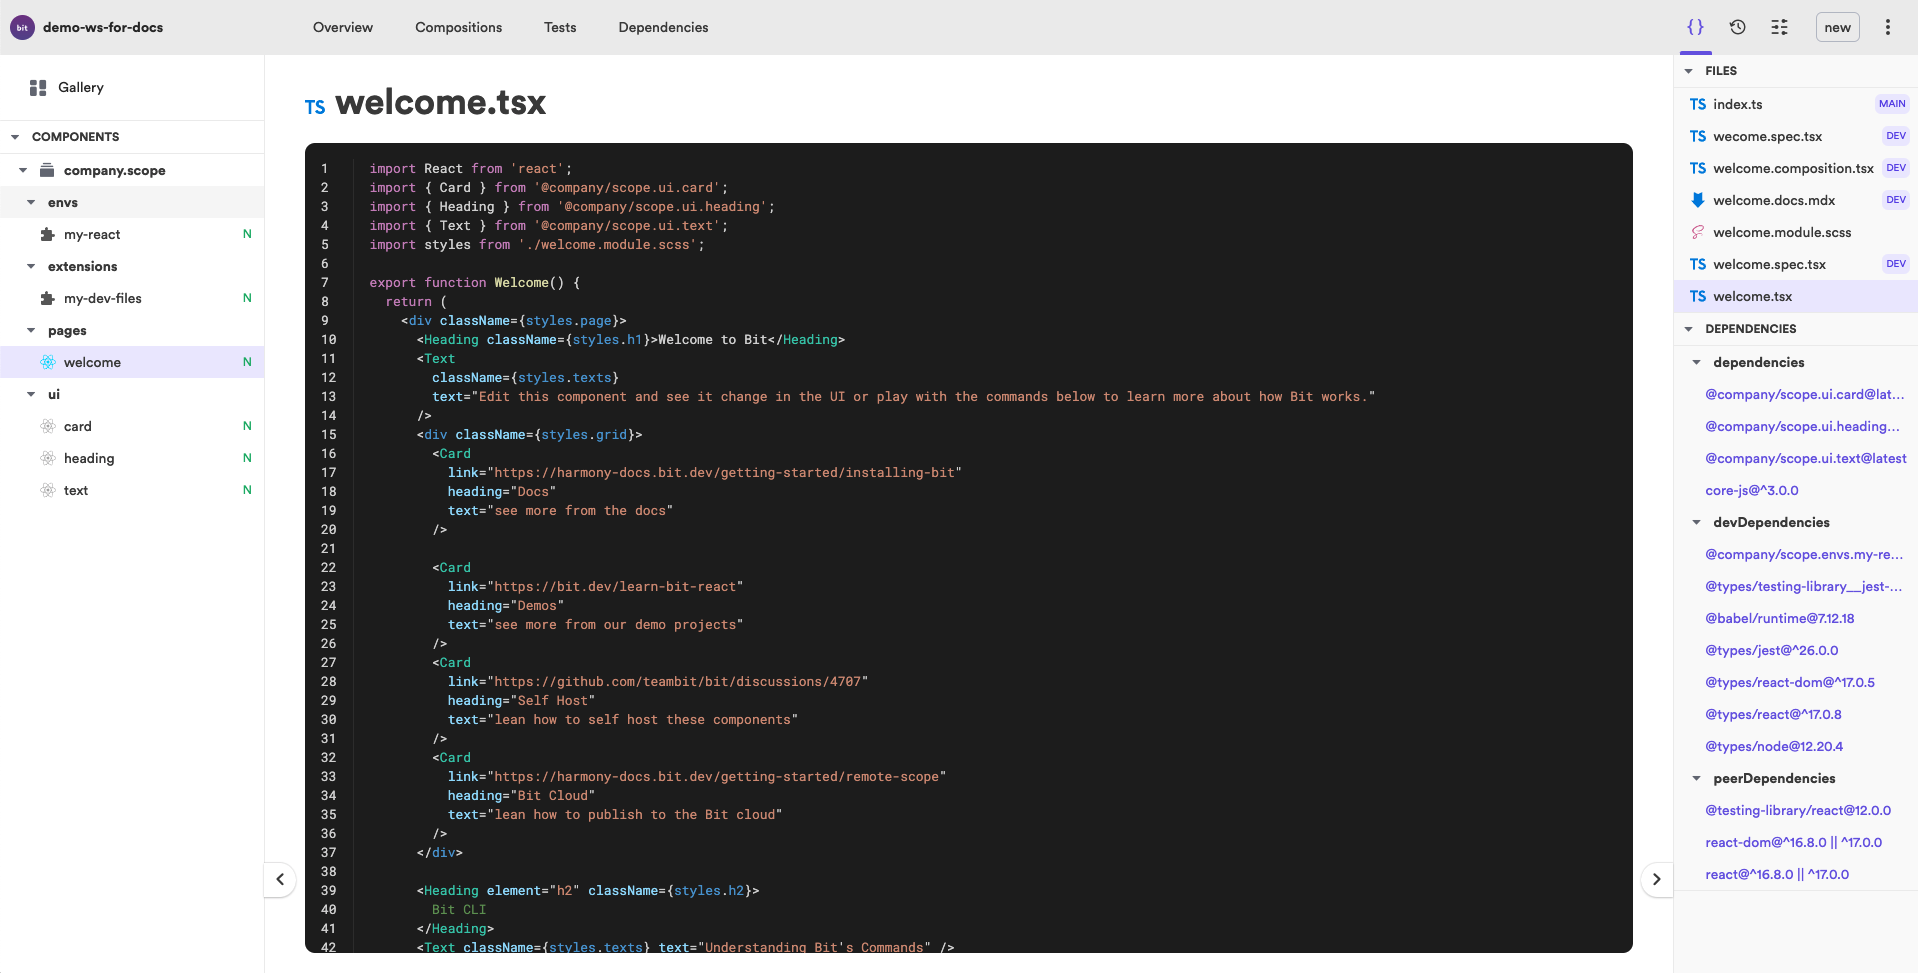 bit demo-ws-for-docs Overview Compositions Tests Dependencies new
Gallery
COMPONENTS
company.scope
envs
my-react N
extensions
my-dev-files N
pages
welcome N
ui
card N
heading N
text N
TS welcome.tsx
1 import React from 'react';
2 import { Card } from '@company/scope.ui.card';
3 import { Heading } from '@company/scope.ui.heading';
4 import { Text } from '@company/scope.ui.text';
5 import styles from './welcome.module.scss';
6
7 export function Welcome() {
8 return (
9 <div className={styles.page}>
10 <Heading className={styles.h1}>Welcome to Bit</Heading>
11 <Text
12 className={styles.texts}
13 text="Edit this component and see it change in the UI or play with the commands below to learn more about how Bit works."
14 />
15 <div className={styles.grid}>
16 <Card
17 link="https://harmony-docs.bit.dev/getting-started/installing-bit"
18 heading="Docs"
19 text="see more from the docs"
20 />
21
22 <Card
23 link="https://bit.dev/learn-bit-react"
24 heading="Demos"
25 text="see more from our demo projects"
26 />
27 <Card
28 link="https://github.com/teambit/bit/discussions/4707"
29 heading="Self Host"
30 text="lean how to self host these components"
31 />
32 <Card
33 link="https://harmony-docs.bit.dev/getting-started/remote-scope"
34 heading="Bit Cloud"
35 text="lean how to publish to the Bit cloud"
36 />
37 </div>
38
39 <Heading element="h2" className={styles.h2}>
40 Bit CLI
41 </Heading>
42 <Text className={styles.texts} text="Understanding Bit's Commands" />
FILES
TS index.ts MAIN
TS wecome.spec.tsx DEV
TS welcome.composition.tsx DEV
welcome.docs.mdx DEV
welcome.module.scss
TS welcome.spec.tsx DEV
TS welcome.tsx
DEPENDENCIES
dependencies
@company/scope.ui.card@lat...
@company/scope.ui.heading...
@company/scope.ui.text@latest
core-js@^3.0.0
devDependencies
@company/scope.envs.my-re...
@types/testing-library__jest-...
@babel/runtime@7.12.18
@types/jest@^26.0.0
@types/react-dom@^17.0.5
@types/react@^17.0.8
@types/node@12.20.4
peerDependencies
@testing-library/react@12.0.0
react-dom@^16.8.0 || ^17.0.0
react@^16.8.0 || ^17.0.0